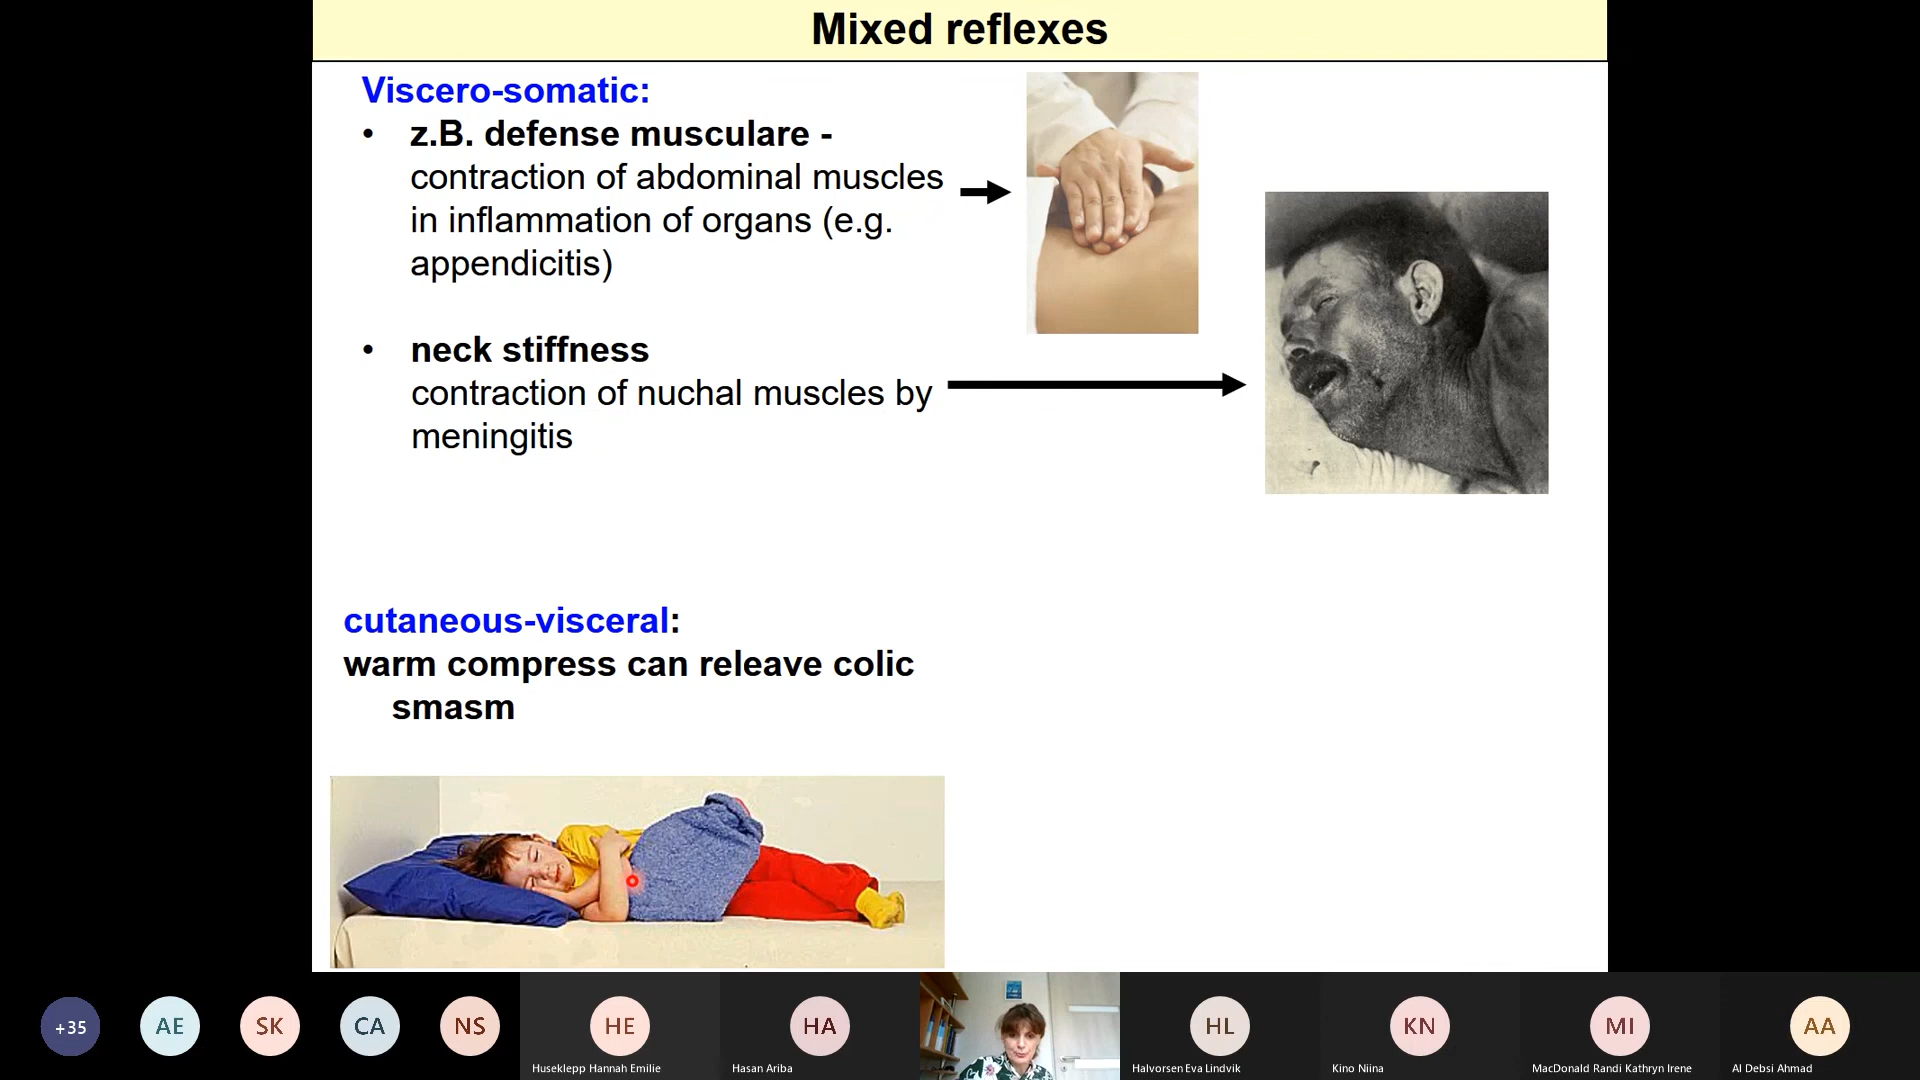 Mixed reflexes
Viscero-somatic:
• z.B. defense musculare -
contraction of abdominal muscles
in inflammation of organs (e.g.
appendicitis)
• neck stiffness
contraction of nuchal muscles by
meningitis
cutaneous-visceral:
warm compress can releave colic
smasm
+35
AE
SK
CA
NS
HE
HA
HL
KN
MI
AA
Huseklepp Hannah Emilie
Hasan Ariba
Halvorsen Eva Lindvik
Kino Niina
MacDonald Randi Kathryn Irene
Al Debsi Ahmad